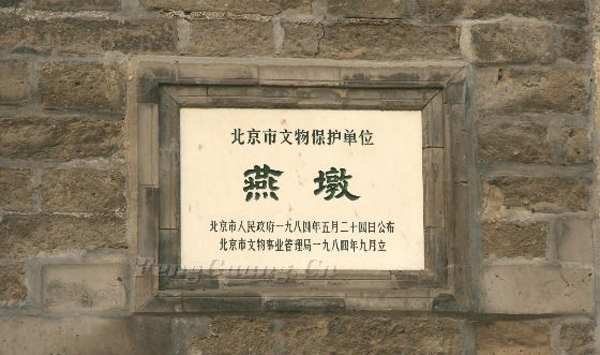 北京市文物保护单位
燕墩
北京市人民政府一九八四年五月二十四日公布
北京市文物事业管理局一九八四年九月立
FengGuang.Cn